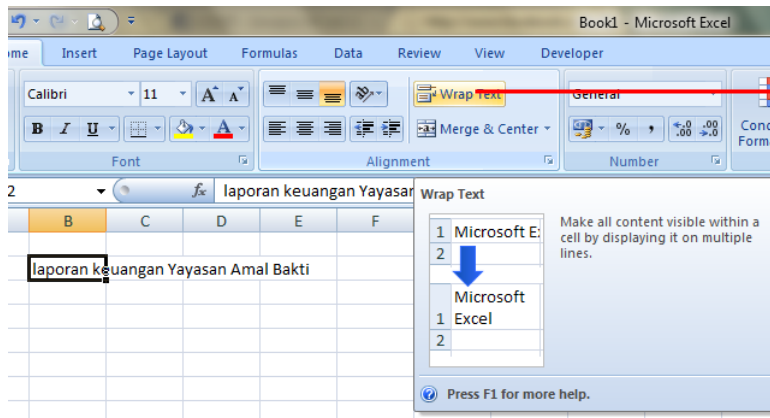 Book1 - Microsoft Excel
Insert Page Layout Formulas Data Review View Developer
Calibri 11 A A Wrap Text General
B I U A Merge & Center % , .0 .00 .00 .0
Font Alignment Number
2 fx laporan keuangan Yayasan
B C D E F
laporan keuangan Yayasan Amal Bakti
Wrap Text
1 Microsoft E
2
Microsoft
1 Excel
2
Make all content visible within a
cell by displaying it on multiple
lines.
Press F1 for more help.